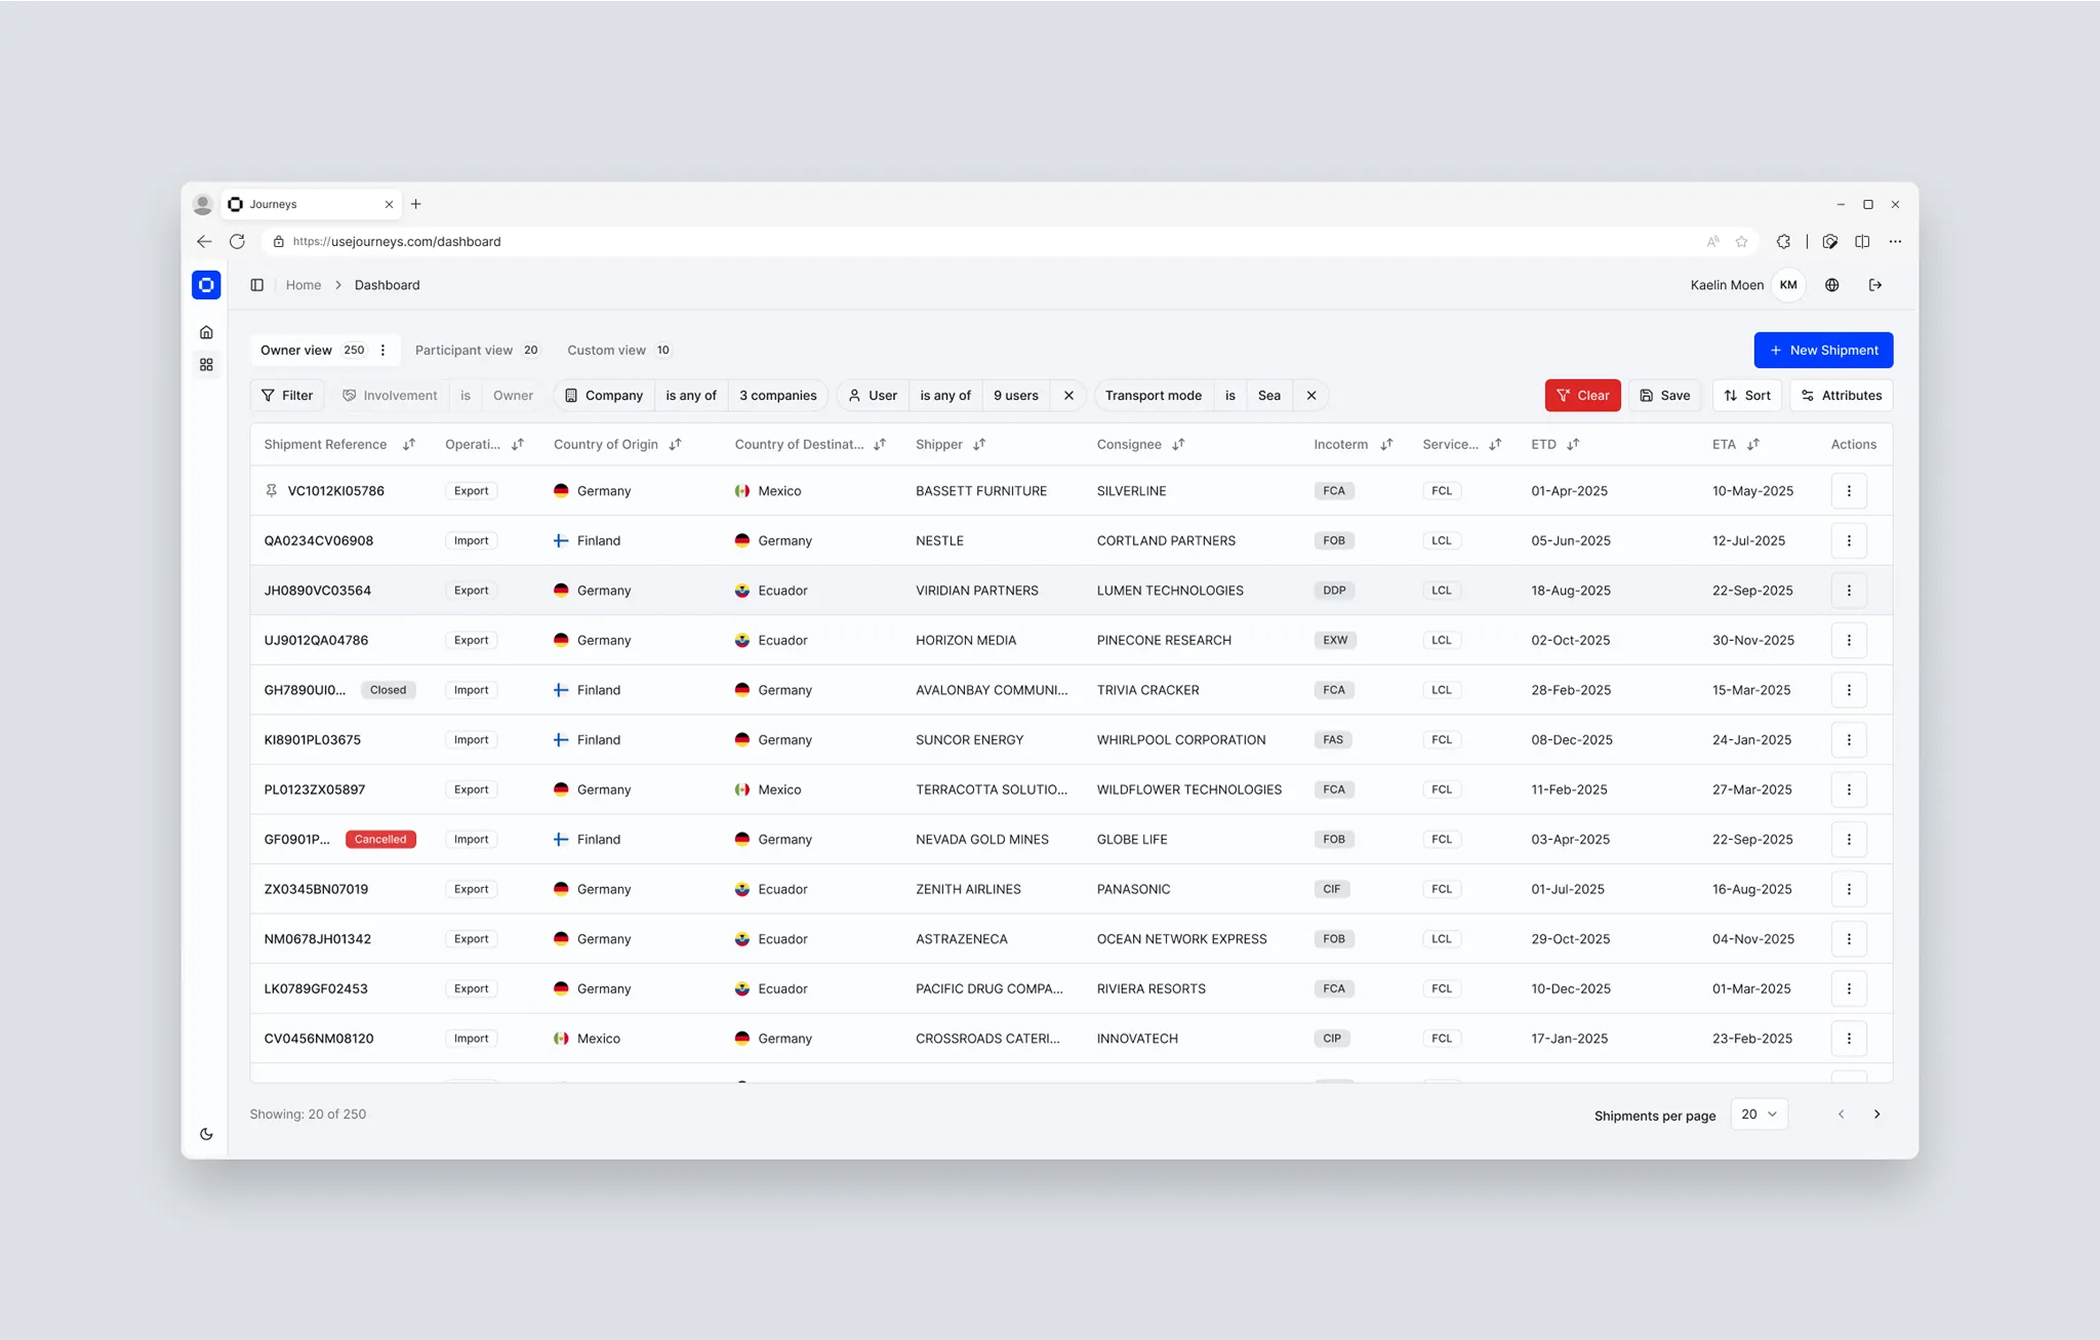 Journeys
https://usejourneys.com/dashboard
Home Dashboard Kaelin Moen KM
Owner view 250 Participant view 20 Custom view 10 New Shipment
Filter Involvement is Owner Company is any of 3 companies User is any of 9 users Transport mode is Sea Clear Save Sort Attributes
Shipment Reference Operati... Country of Origin Country of Destinat... Shipper Consignee Incoterm Service... ETD ETA Actions
VC1012KI05786 Export Germany Mexico BASSETT FURNITURE SILVERLINE FCA FCL 01-Apr-2025 10-May-2025
QA0234CV06908 Import Finland Germany NESTLE CORTLAND PARTNERS FOB LCL 05-Jun-2025 12-Jul-2025
JH0890VC03564 Export Germany Ecuador VIRIDIAN PARTNERS LUMEN TECHNOLOGIES DDP LCL 18-Aug-2025 22-Sep-2025
UJ9012QA04786 Export Germany Ecuador HORIZON MEDIA PINECONE RESEARCH EXW LCL 02-Oct-2025 30-Nov-2025
GH7890UI0... Closed Import Finland Germany AVALONBAY COMMUNI... TRIVIA CRACKER FCA LCL 28-Feb-2025 15-Mar-2025
KI8901PL03675 Import Finland Germany SUNCOR ENERGY WHIRLPOOL CORPORATION FAS FCL 08-Dec-2025 24-Jan-2025
PL0123ZX05897 Export Germany Mexico TERRACOTTA SOLUTIO... WILDFLOWER TECHNOLOGIES FCA FCL 11-Feb-2025 27-Mar-2025
GF0901P... Cancelled Import Finland Germany NEVADA GOLD MINES GLOBE LIFE FOB FCL 03-Apr-2025 22-Sep-2025
ZX0345BN07019 Export Germany Ecuador ZENITH AIRLINES PANASONIC CIF FCL 01-Jul-2025 16-Aug-2025
NM0678JH01342 Export Germany Ecuador ASTRAZENECA OCEAN NETWORK EXPRESS FOB LCL 29-Oct-2025 04-Nov-2025
LK0789GF02453 Export Germany Ecuador PACIFIC DRUG COMPA... RIVIERA RESORTS FCA FCL 10-Dec-2025 01-Mar-2025
CV0456NM08120 Import Mexico Germany CROSSROADS CATERI... INNOVATECH CIP FCL 17-Jan-2025 23-Feb-2025
Showing: 20 of 250 Shipments per page 20